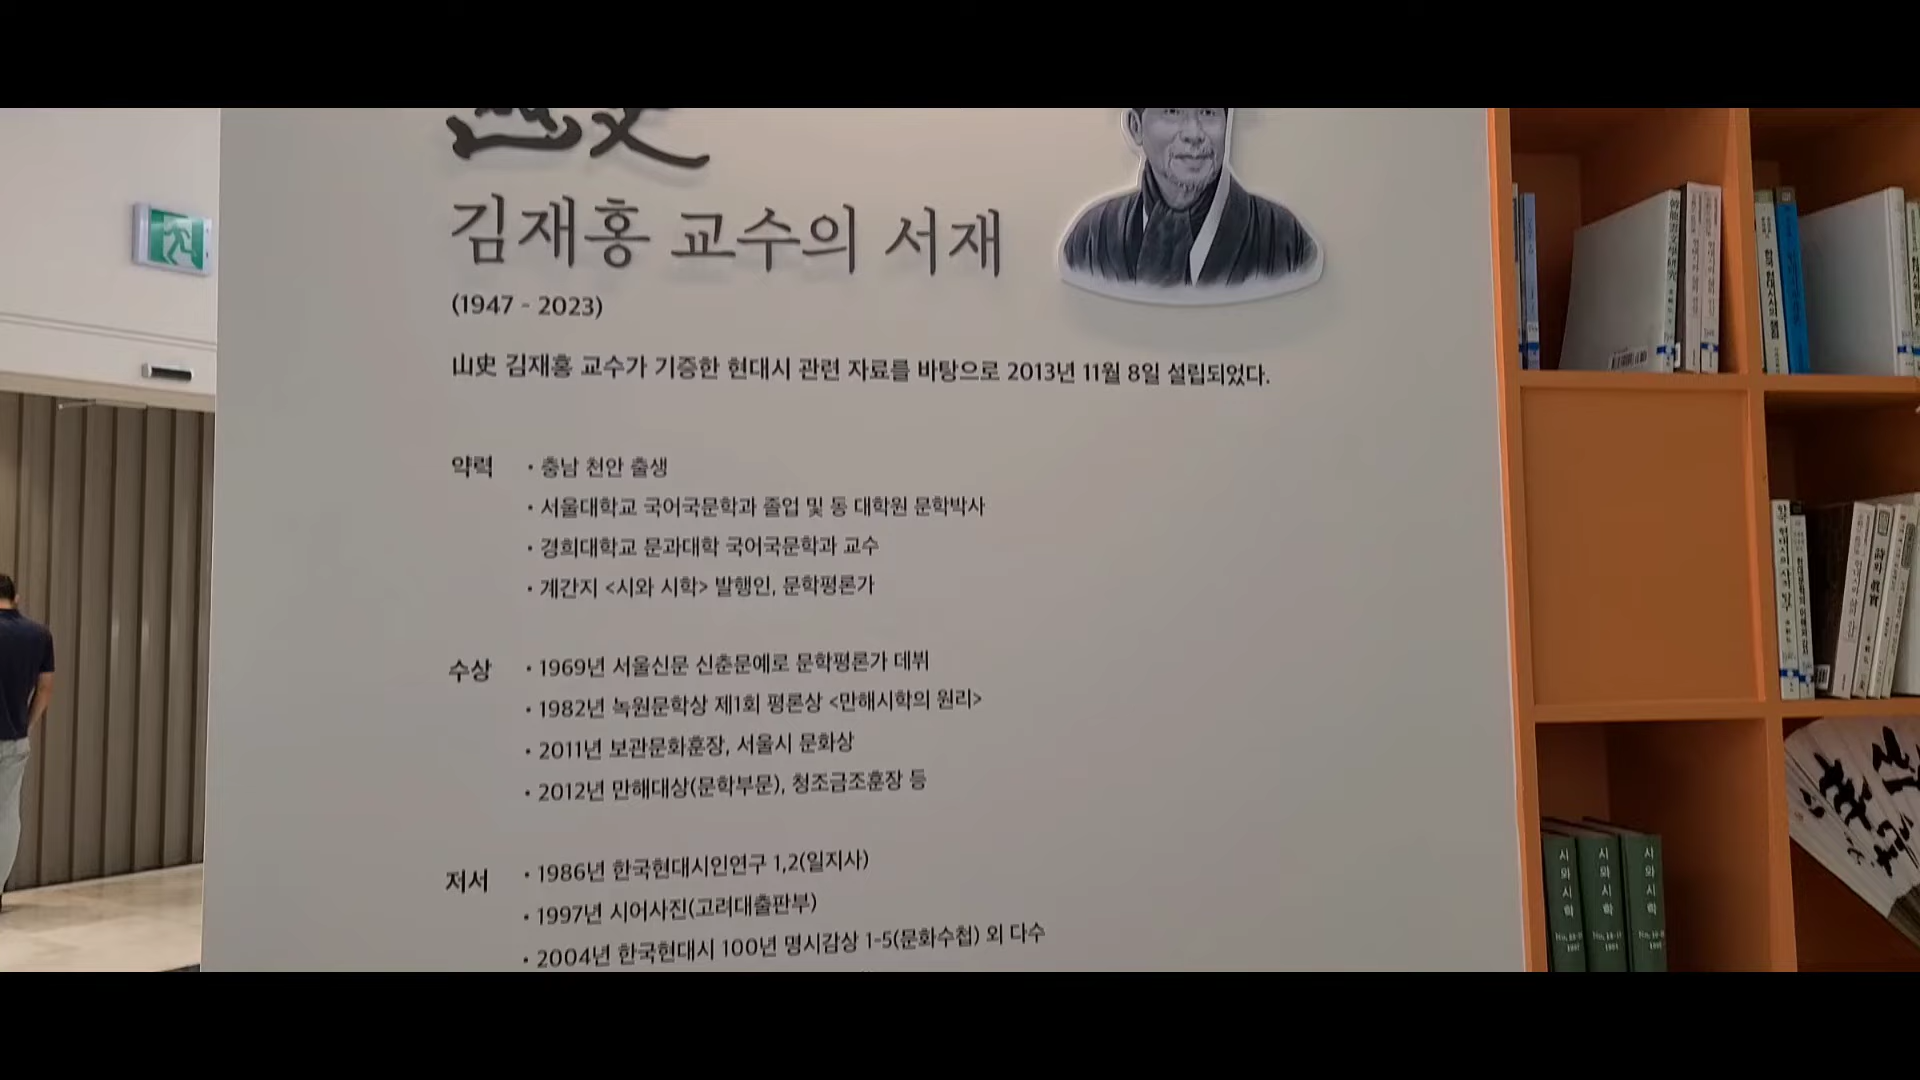 김재홍 교수의 서재
(1947 - 2023)
山史 김재홍 교수가 기증한 현대시 관련 자료를 바탕으로 2013년 11월 8일 설립되었다.
약력
• 충남 천안 출생
• 서울대학교 국어국문학과 졸업 및 동 대학원 문학박사
• 경희대학교 문과대학 국어국문학과 교수
• 계간지 <시와 시학> 발행인, 문학평론가
수상
• 1969년 서울신문 신춘문예로 문학평론가 데뷔
• 1982년 녹원문학상 제1회 평론상 <만해시학의 원리>
• 2011년 보관문화훈장, 서울시 문화상
• 2012년 만해대상(문학부문), 청조금조훈장 등
저서
• 1986년 한국현대시인연구 1,2(일지사)
• 1997년 시어사진(고려대출판부)
• 2004년 한국현대시 100년 명시감상 1-5(문화수첩) 외 다수
韓龍雲文學研究
시와시학
시와시학
시와시학